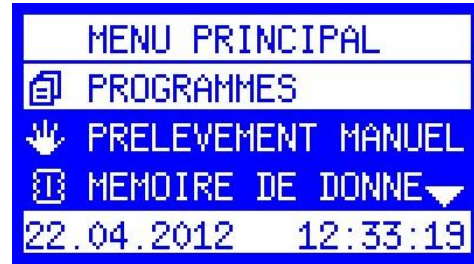 MENU PRINCIPAL
PROGRAMMES
PRELEVEMENT MANUEL
MEMOIRE DE DONNE
22.04.2012 12:33:19